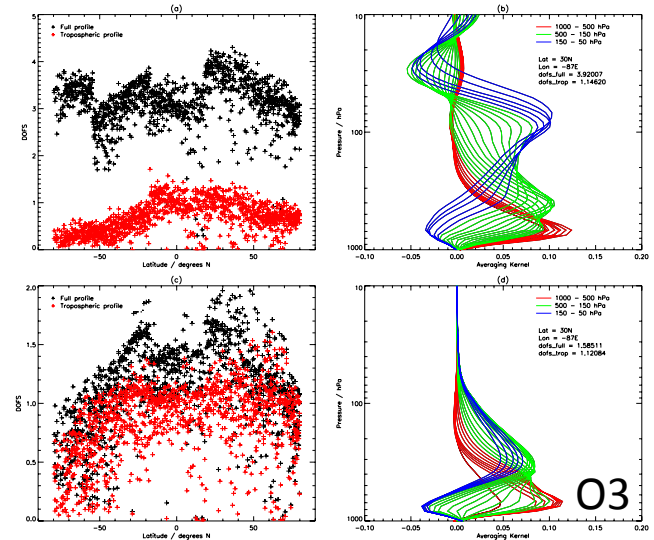 (a)
Full profile
Tropospheric profile
5
4
3
2
1
0
DOFS
-50
0
50
Latitude / degrees N
(b)
10
100
1000
Pressure / hPa
1000 - 500 hPa
500 - 150 hPa
150 - 50 hPa
Lat = 30N
Lon = -87E
dofs_full = 3.92007
dofs_trop = 1.14620
-0.10
-0.05
0.00
0.05
0.10
0.15
0.20
Averaging Kernel
(c)
Full profile
Tropospheric profile
2.0
1.5
1.0
0.5
0.0
DOFS
-50
0
50
Latitude / degrees N
(d)
10
100
1000
Pressure / hPa
1000 - 500 hPa
500 - 150 hPa
150 - 50 hPa
Lat = 30N
Lon = -87E
dofs_full = 1.58511
dofs_trop = 1.12084
O3
-0.10
-0.05
0.00
0.05
0.10
0.15
0.20
Averaging Kernel